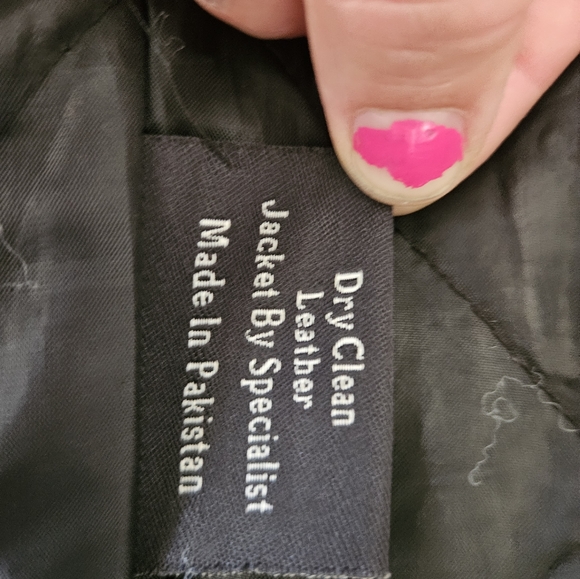 Dry Clean
Leather
Jacket By Specialist
Made In Pakistan